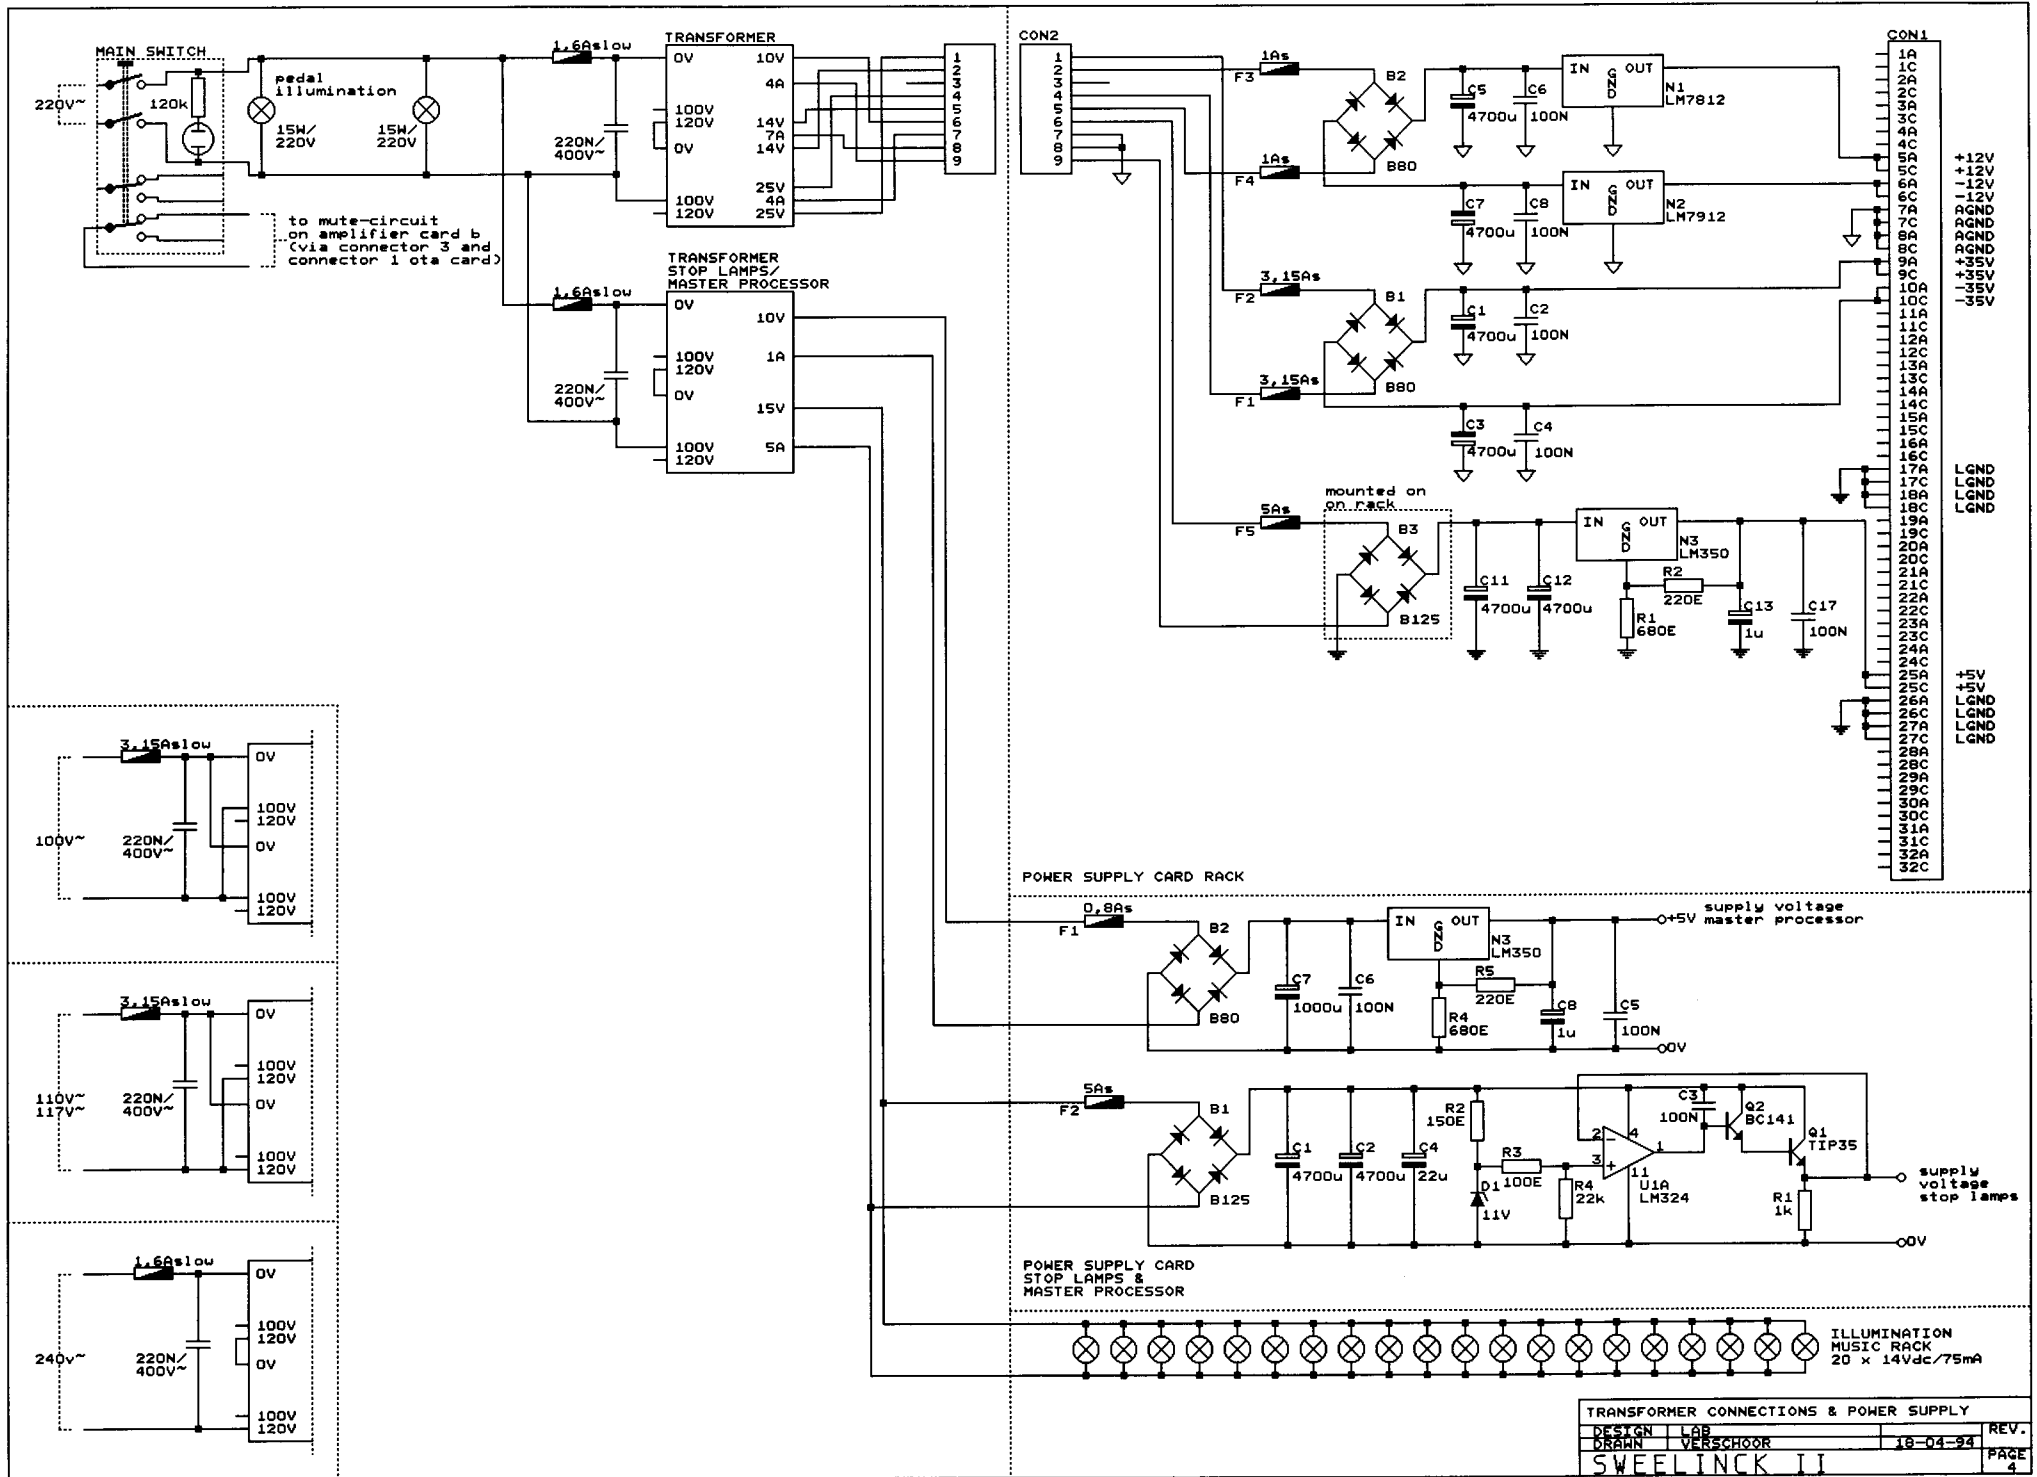 MAIN SWITCH
220V~
120k
pedal
illumination
15W/
220V
15W/
220V
to mute-circuit
on amplifier card b
(via connector 3 and
connector 1 ota card)
1,6Aslow
220N/
400V~
TRANSFORMER
0V
100V
120V
0V
100V
120V
10V
4A
14V
7A
14V
25V
4A
25V
1
2
3
4
5
6
7
8
9
1,6Aslow
220N/
400V~
TRANSFORMER
STOP LAMPS/
MASTER PROCESSOR
0V
100V
120V
0V
100V
120V
10V
1A
15V
5A
CON2
1
2
3
4
5
6
7
8
9
1As
F3
1As
F4
B2
B80
C5
4700u
C6
100N
IN
OUT
GND
N1
LM7812
C7
4700u
C8
100N
IN
OUT
GND
N2
LM7912
3,15As
F2
3,15As
F1
B1
B80
C1
4700u
C2
100N
C3
4700u
C4
100N
mounted on
on rack
5As
F5
B3
B125
C11
4700u
C12
4700u
IN
OUT
GND
N3
LM350
R2
220E
R1
680E
C13
1u
C17
100N
CON1
1A
1C
2A
2C
3A
3C
4A
4C
5A +12V
5C +12V
6A -12V
6C -12V
7A AGND
7C AGND
8A AGND
8C AGND
9A +35V
9C +35V
10A -35V
10C -35V
11A
11C
12A
12C
13A
13C
14A
14C
15A
15C
16A
16C
17A LGND
17C LGND
18A LGND
18C LGND
19A
19C
20A
20C
21A
21C
22A
22C
23A
23C
24A
24C
25A +5V
25C +5V
26A LGND
26C LGND
27A LGND
27C LGND
28A
28C
29A
29C
30A
30C
31A
31C
32A
32C
POWER SUPPLY CARD RACK
3,15Aslow
100V~
220N/
400V~
0V
100V
120V
0V
100V
120V
3,15Aslow
110V~
117V~
220N/
400V~
0V
100V
120V
0V
100V
120V
1,6Aslow
240v~
220N/
400V~
0V
100V
120V
0V
100V
120V
0,8As
F1
B2
B80
C7
1000u
C6
100N
IN
OUT
GND
N3
LM350
R5
220E
R4
680E
C8
1u
C5
100N
+5V
supply voltage
master processor
0V
5As
F2
B1
B125
C1
4700u
C2
4700u
C4
22u
R2
150E
D1
11V
R3
100E
R4
22k
2
-
3
+
4
1
11
U1A
LM324
C3
100N
Q2
BC141
Q1
TIP35
R1
1k
supply
voltage
stop lamps
0V
POWER SUPPLY CARD
STOP LAMPS &
MASTER PROCESSOR
ILLUMINATION
MUSIC RACK
20 x 14Vdc/75mA
TRANSFORMER CONNECTIONS & POWER SUPPLY
DESIGN LAB
DRAWN VERSCHOOR 18-04-94
REV.
SWEELINCK II
PAGE
4